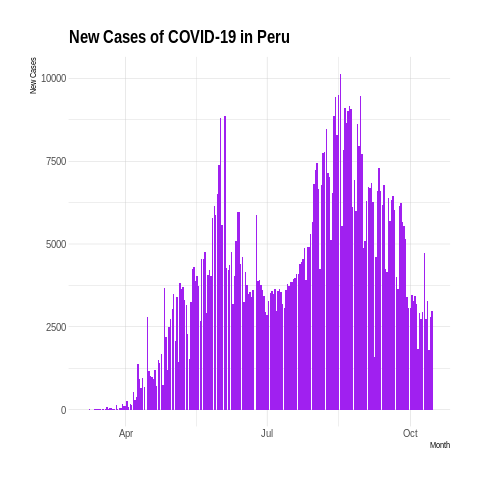 New Cases of COVID-19 in Peru
New Cases
10000
7500
5000
2500
0
Apr
Jul
Oct
Month